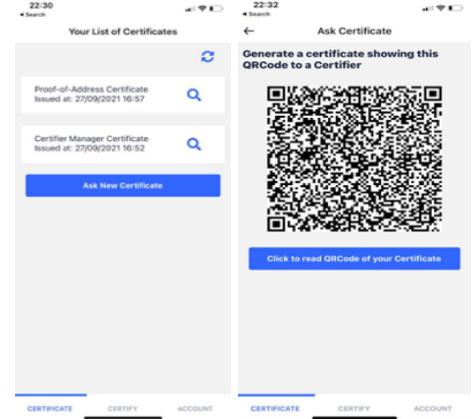 22:30
Search
Your List of Certificates
Proof-of-Address Certificate
Issued at: 27/09/2021 16:57
Certifier Manager Certificate
Issued at: 27/09/2021 16:52
Ask New Certificate
CERTIFICATE CERTIFY ACCOUNT
22:32
Search
Ask Certificate
Generate a certificate showing this
QRCode to a Certifier
Click to read QRCode of your Certificate
CERTIFICATE CERTIFY ACCOUNT